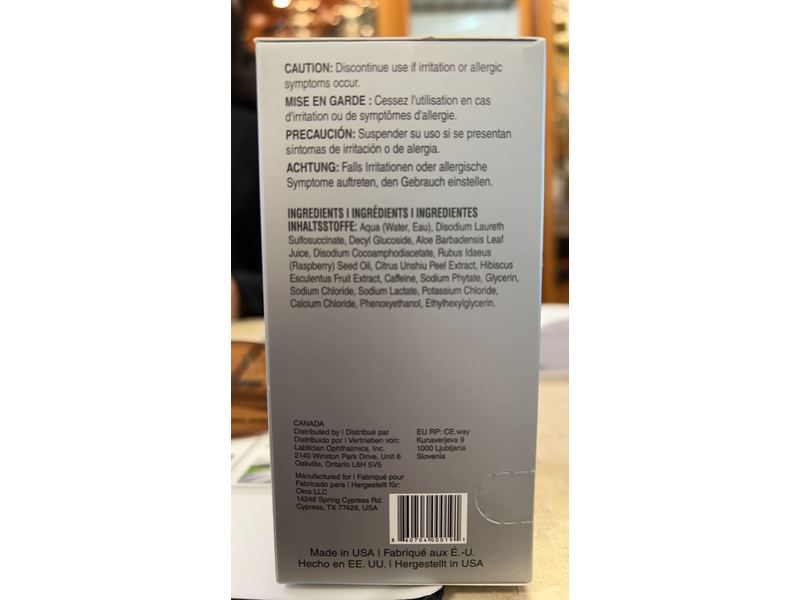 CAUTION: Discontinue use if irritation or allergic
symptoms occur.
MISE EN GARDE : Cessez l'utilisation en cas
d'irritation ou de symptômes d'allergie.
PRECAUCIÓN: Suspender su uso si se presentan
síntomas de irritación o de alergia.
ACHTUNG: Falls Irritationen oder allergische
Symptome auftreten, den Gebrauch einstellen.
INGREDIENTS | INGRÉDIENTS | INGREDIENTES
INHALTSSTOFFE: Aqua (Water, Eau), Disodium Laureth
Sulfosuccinate, Decyl Glucoside, Aloe Barbadensis Leaf
Juice, Disodium Cocoamphodiacetate, Rubus Idaeus
(Raspberry) Seed Oil, Citrus Unshiu Peel Extract, Hibiscus
Esculentus Fruit Extract, Caffeine, Sodium Phytate, Glycerin,
Sodium Chloride, Sodium Lactate, Potassium Chloride,
Calcium Chloride, Phenoxyethanol, Ethylhexylglycerin.
CANADA
Distributed by | Distribué par
Distribuido por | Vertrieben von:
Labtician Ophthalmics, Inc.
2140 Winston Park Drive, Unit 6
Oakville, Ontario L6H 5V5
EU RP: CE.way
Kunaverjeva 9
1000 Ljubljana
Slovenia
Manufactured for | Fabriqué pour
Fabricado para | Hergestellt für:
Okra LLC
14248 Spring Cypress Rd.
Cypress, TX 77429, USA
8 60704 00019 1
Made in USA | Fabriqué aux É.-U.
Hecho en EE. UU. | Hergestellt in USA